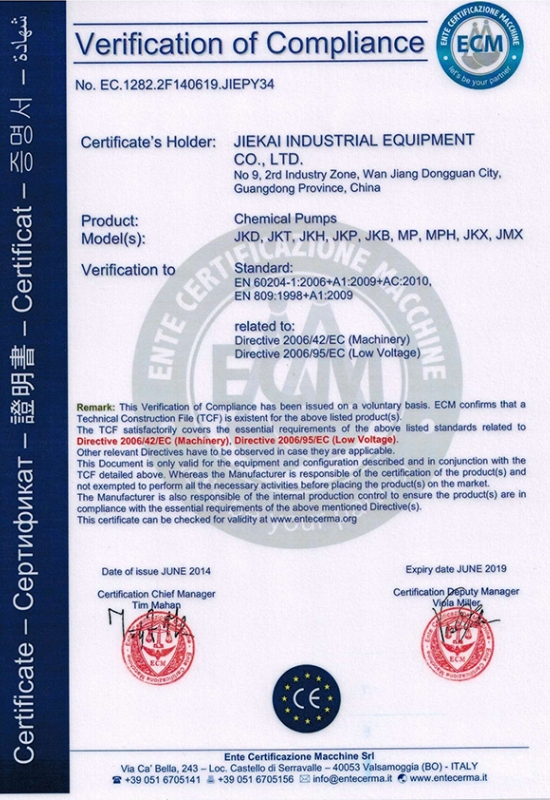 Verification of Compliance
ENTE CERTIFICAZIONE MACCHINE
ECM
let's be your partner
No. EC.1282.2F140619.JIEPY34
Certificate's Holder: JIEKAI INDUSTRIAL EQUIPMENT
CO., LTD.
No 9, 2rd Industry Zone, Wan Jiang Dongguan City,
Guangdong Province, China
Product: Chemical Pumps
Model(s): JKD, JKT, JKH, JKP, JKB, MP, MPH, JKX, JMX
Verification to Standard:
EN 60204-1:2006+A1:2009+AC:2010,
EN 809:1998+A1:2009
related to:
Directive 2006/42/EC (Machinery)
Directive 2006/95/EC (Low Voltage)
ENTE CERTIFICAZIONE MACCHINE
ECM
Remark: This Verification of Compliance has been issued on a voluntary basis. ECM confirms that a
Technical Construction File (TCF) is existent for the above listed product(s).
The TCF satisfactorily covers the essential requirements of the above listed standards related to
Directive 2006/42/EC (Machinery), Directive 2006/95/EC (Low Voltage).
Other relevant Directives have to be observed in case they are applicable.
This Document is only valid for the equipment and configuration described and in conjunction with the
TCF detailed above. Whereas the Manufacturer is responsible of the certification of the product(s) and
not exempted to perform all the necessary activities before placing the product(s) on the market.
The Manufacturer is also responsible of the internal production control to ensure the product(s) are in
compliance with the essential requirements of the above mentioned Directive(s).
This certificate can be checked for validity at www.entecerma.org
Date of issue JUNE 2014
Expiry date JUNE 2019
Certification Chief Manager
Tim Mahan
Certification Deputy Manager
Viola Miller
ECM
ECM
CE
Ente Certificazione Macchine Srl
Via Ca' Bella, 243 – Loc. Castello di Serravalle – 40053 Valsamoggia (BO) - ITALY
+39 051 6705141 +39 051 6705156 info@entecerma.it www.entecerma.it
Certificate – Сертификат – 證明書 – Certificat – 증명서 – شهادة